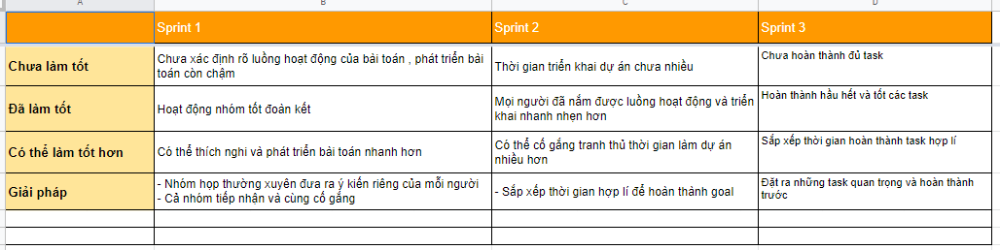 A B C D
Sprint 1 Sprint 2 Sprint 3
Chưa làm tốt
Chưa xác định rõ luồng hoạt động của bài toán , phát triển bài
toán còn chậm
Thời gian triển khai dự án chưa nhiều
Chưa hoàn thành đủ task
Đã làm tốt
Hoạt động nhóm tốt đoàn kết
Mọi người đã nắm được luồng hoạt động và triển
khai nhanh nhẹn hơn
Hoàn thành hầu hết và tốt các task
Có thể làm tốt hơn
Có thể thích nghi và phát triển bài toán nhanh hơn
Có thể cố gắng tranh thủ thời gian làm dự án
nhiều hơn
Sắp xếp thời gian hoàn thành task hợp lí
Giải pháp
- Nhóm họp thường xuyên đưa ra ý kiến riêng của mỗi người
- Cả nhóm tiếp nhận và cùng cố gắng
- Sắp xếp thời gian hợp lí để hoàn thành goal
Đặt ra những task quan trọng và hoàn thành
trước